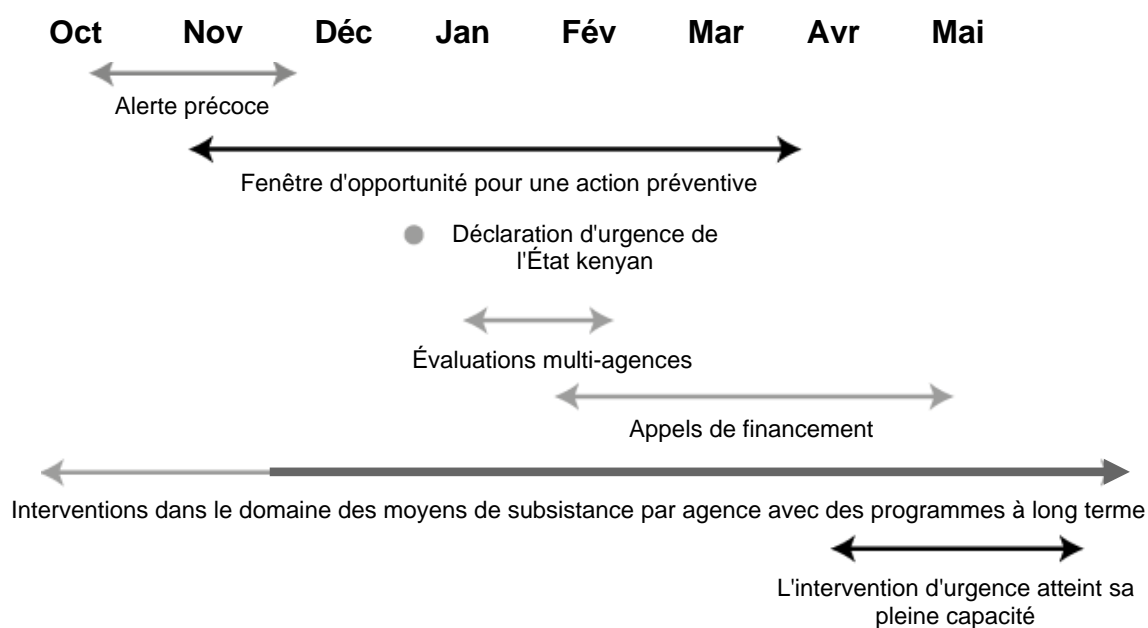 Oct Nov Déc Jan Fév Mar Avr Mai
Alerte précoce
Fenêtre d'opportunité pour une action préventive
Déclaration d'urgence de
l'État kenyan
Évaluations multi-agences
Appels de financement
Interventions dans le domaine des moyens de subsistance par agence avec des programmes à long terme
L'intervention d'urgence atteint sa
pleine capacité